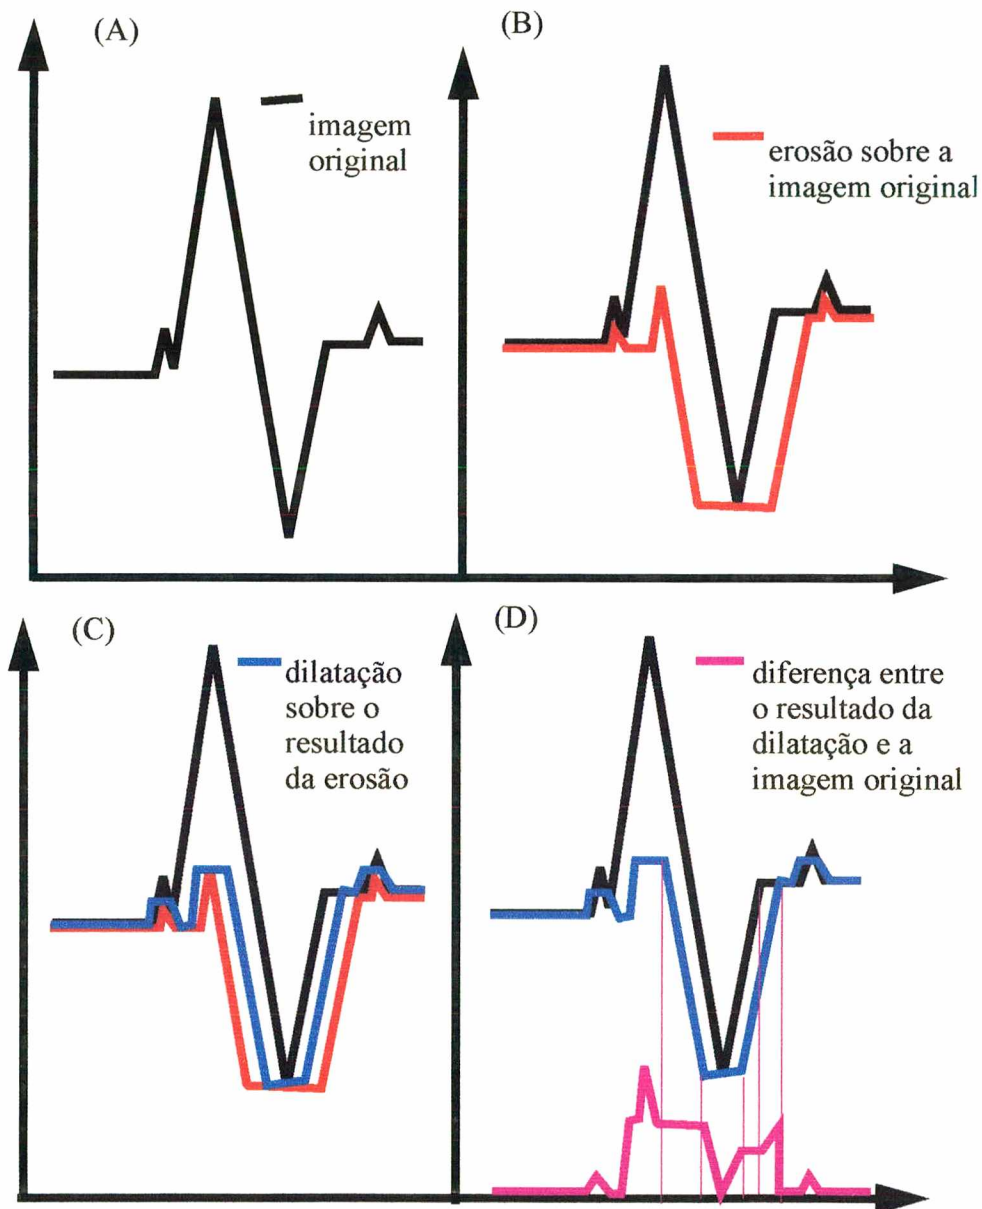 (A)
imagem
original
(B)
erosão sobre a
imagem original
(C)
dilatação
sobre o
resultado
da erosão
(D)
diferença entre
o resultado da
dilatação e a
imagem original